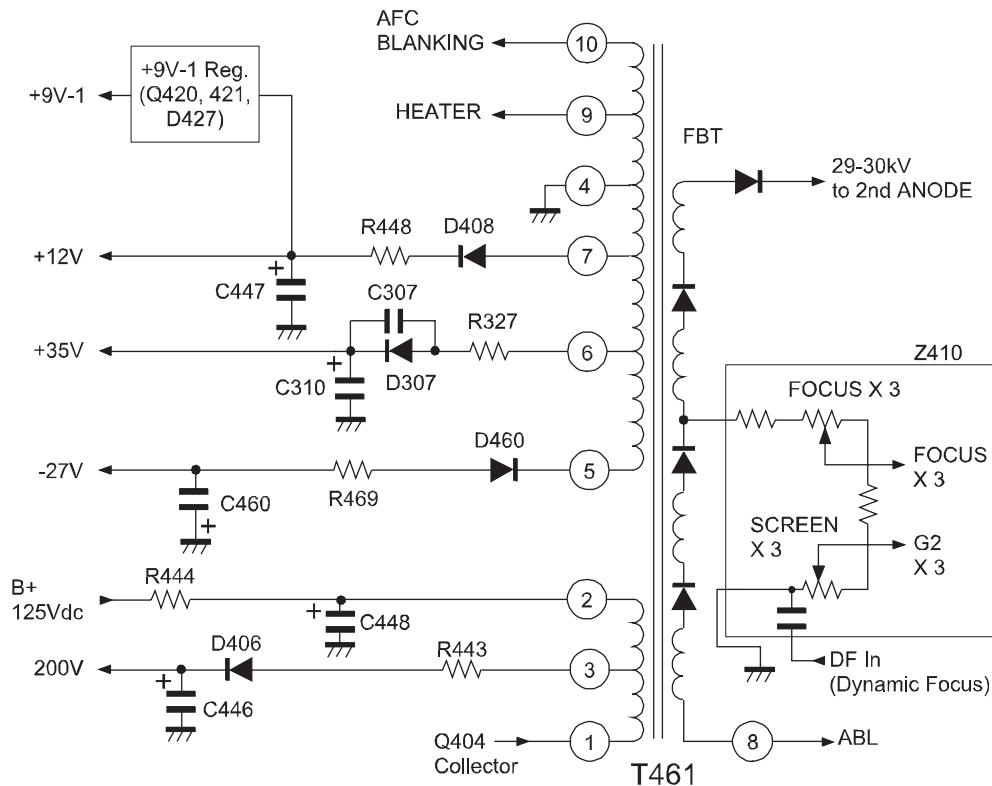 AFC
BLANKING
10
+9V-1 Reg.
(Q420, 421,
D427)
+9V-1
HEATER
9
FBT
29-30kV
to 2nd ANODE
4
R448
D408
+12V
7
+
C447
C307
R327
+35V
6
+
C310
D307
Z410
FOCUS X 3
D460
FOCUS
X 3
-27V
5
C460
+
R469
SCREEN
X 3
G2
X 3
R444
B+
125Vdc
2
+
C448
D406
R443
200V
3
+
C446
DF In
(Dynamic Focus)
Q404
Collector
1
8
ABL
T461